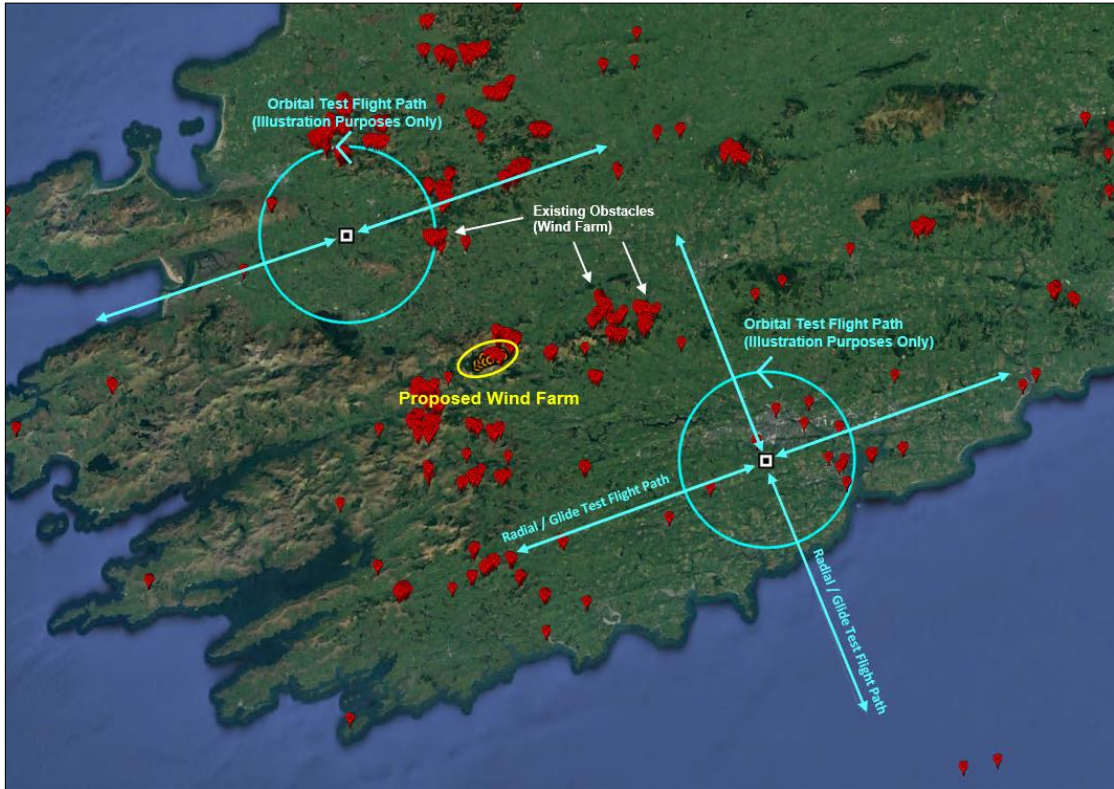 Orbital Test Flight Path
(Illustration Purposes Only)
Existing Obstacles
(Wind Farm)
Orbital Test Flight Path
(Illustration Purposes Only)
Proposed Wind Farm
Radial / Glide Test Flight Path
Radial / Glide Test Flight Path